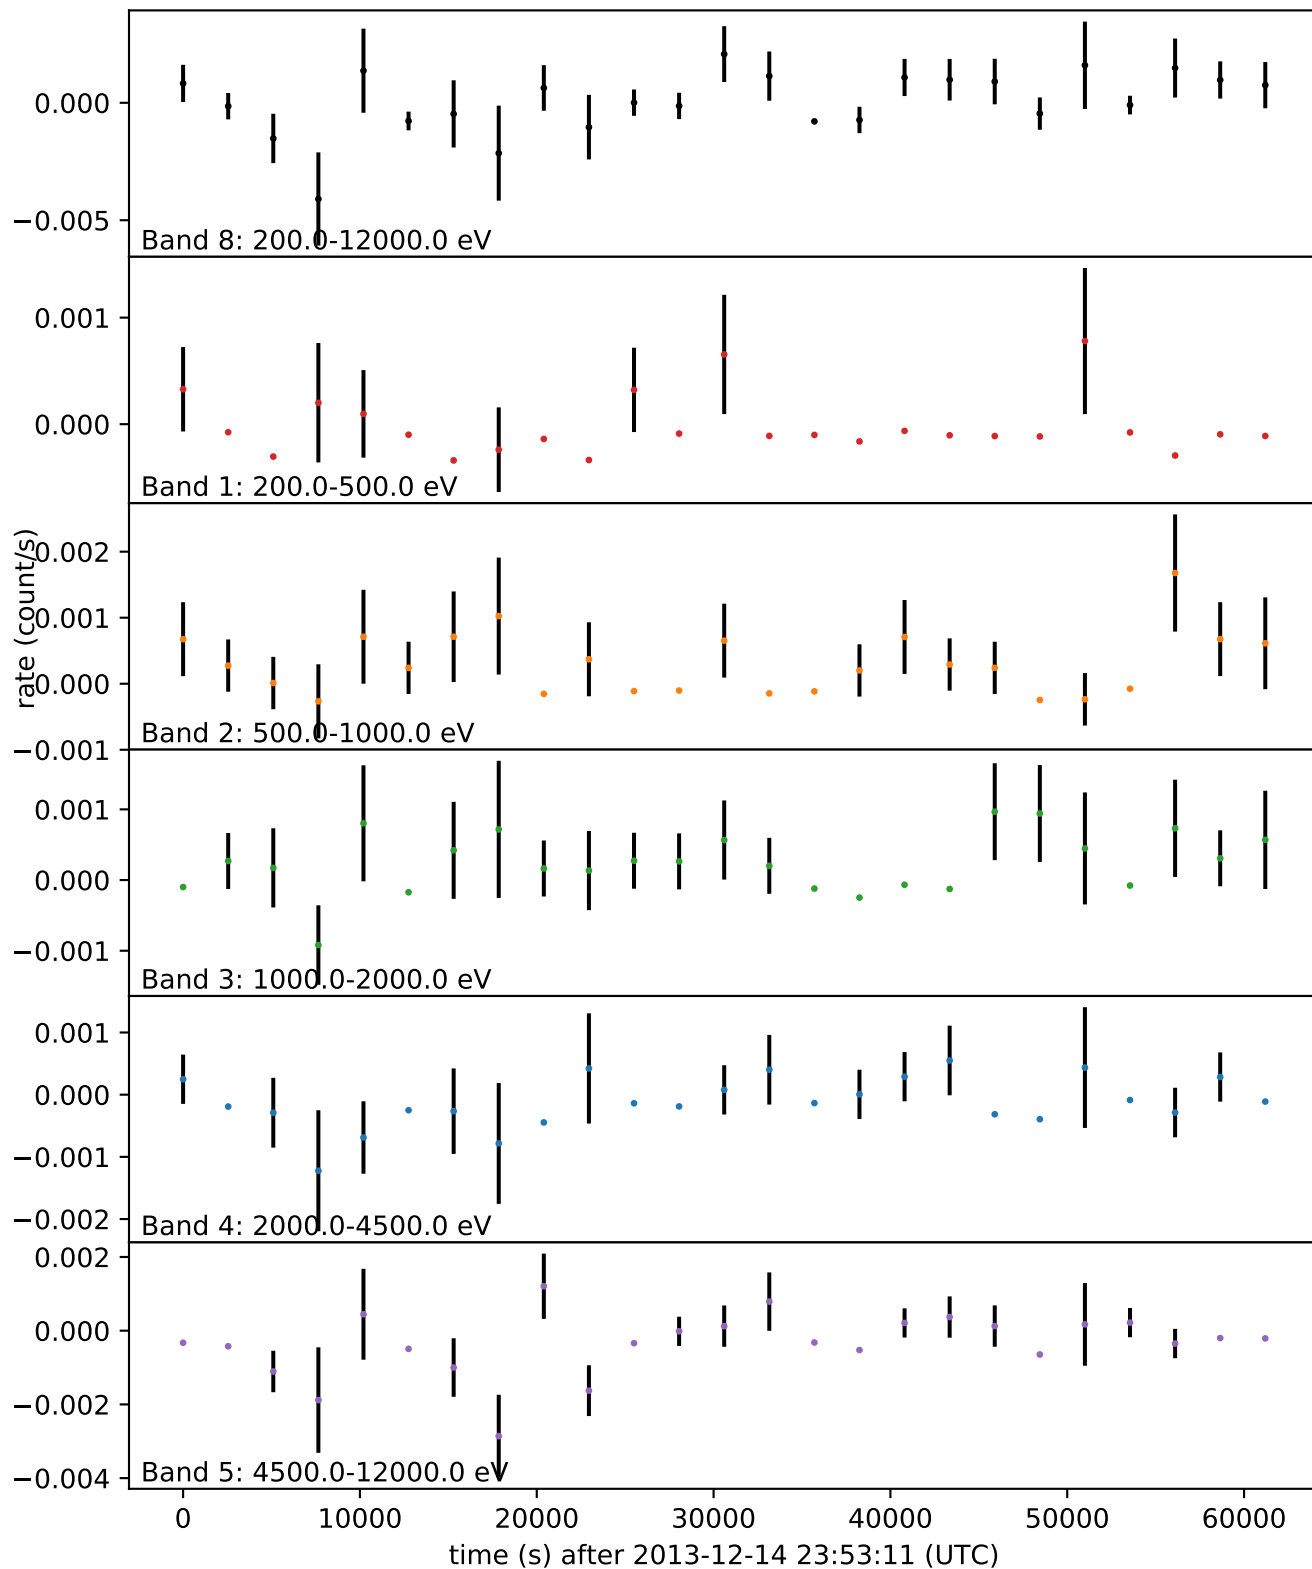 0.000
−0.005
Band 8: 200.0-12000.0 eV
0.001
0.000
Band 1: 200.0-500.0 eV
rate (count/s)
0.002
0.001
0.000
−0.001
Band 2: 500.0-1000.0 eV
0.001
0.000
−0.001
Band 3: 1000.0-2000.0 eV
0.001
0.000
−0.001
−0.002
Band 4: 2000.0-4500.0 eV
0.002
0.000
−0.002
−0.004
Band 5: 4500.0-12000.0 eV
0 10000 20000 30000 40000 50000 60000
time (s) after 2013-12-14 23:53:11 (UTC)